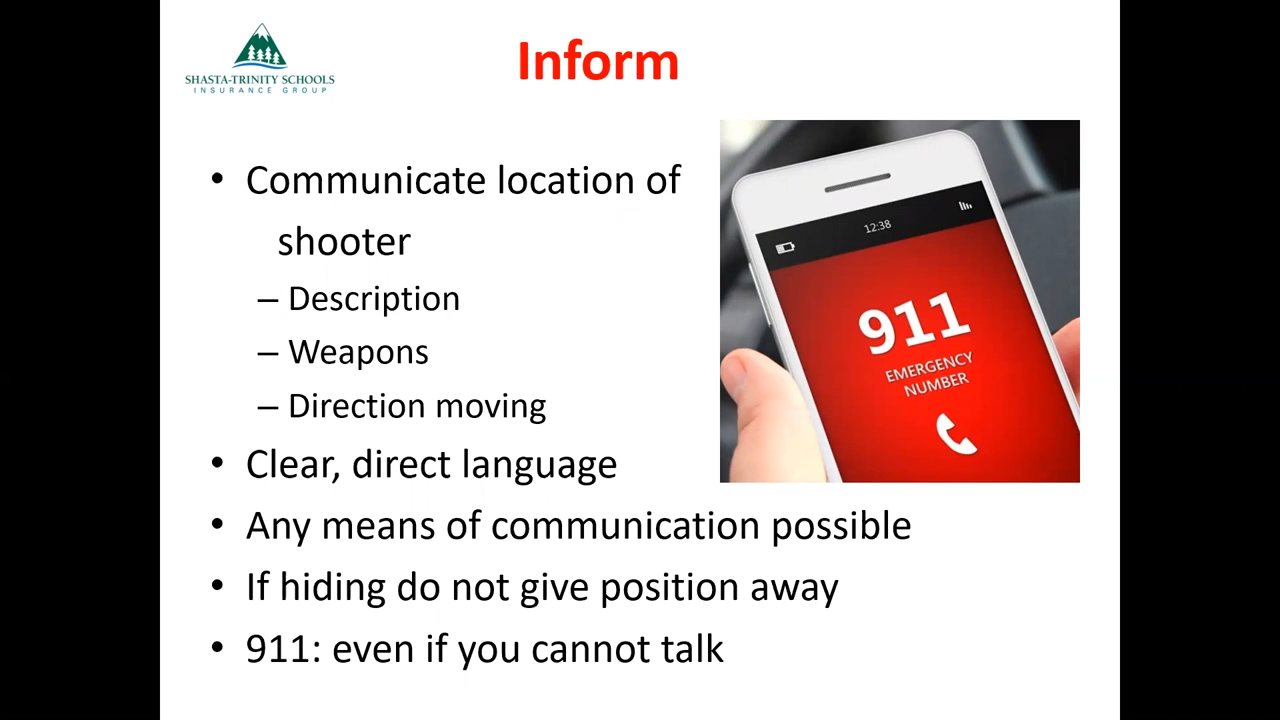 SHASTA-TRINITY SCHOOLS
INSURANCE GROUP
Inform
• Communicate location of
shooter
– Description
– Weapons
– Direction moving
• Clear, direct language
• Any means of communication possible
• If hiding do not give position away
• 911: even if you cannot talk
12:38
911
EMERGENCY
NUMBER